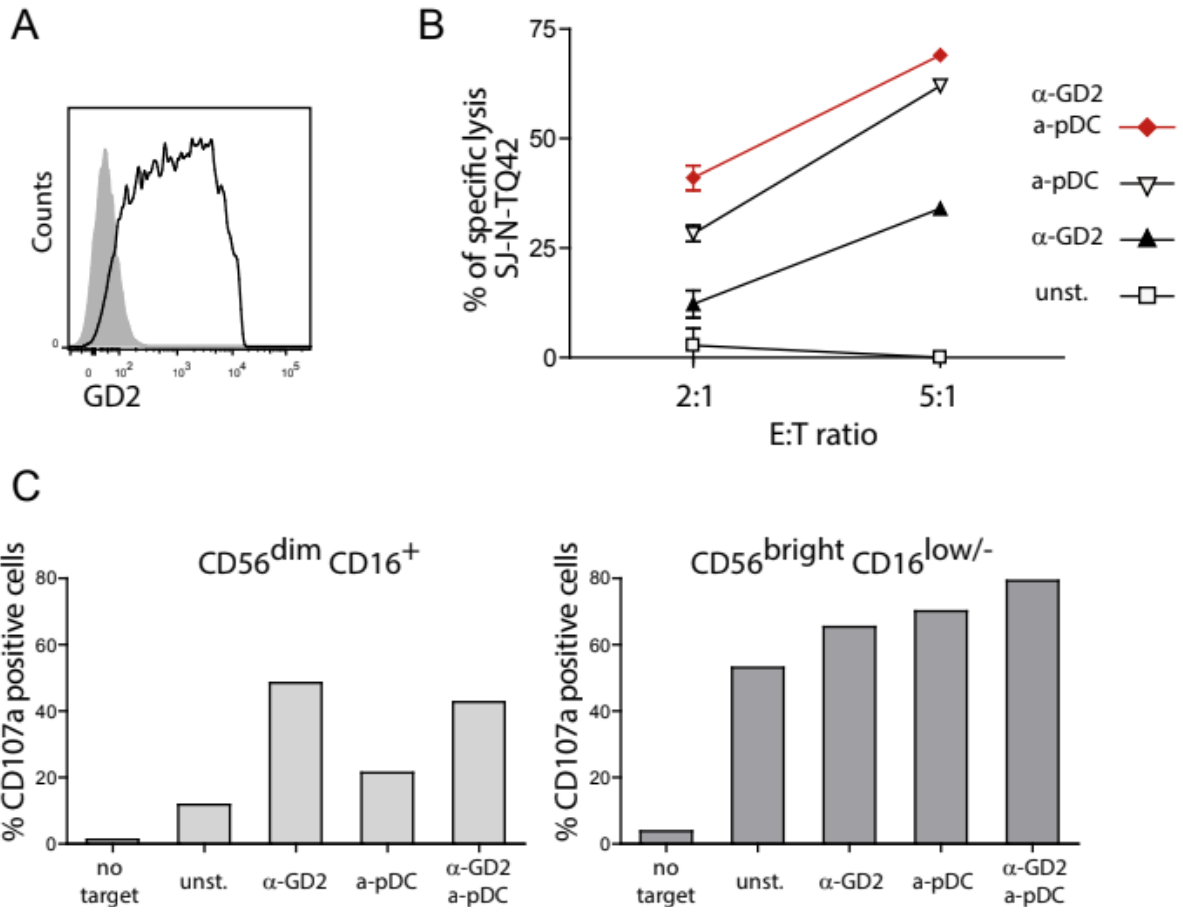 A
Counts
0
0 10² 10³ 10⁴ 10⁵
GD2
B
% of specific lysis
SJ-N-TQ42
75
50
25
0
2:1 5:1
E:T ratio
α-GD2
a-pDC
a-pDC
α-GD2
unst.
C
CD56dim CD16+
% CD107a positive cells
80
60
40
20
0
no
target
unst.
α-GD2
a-pDC
α-GD2
a-pDC
CD56bright CD16low/-
% CD107a positive cells
80
60
40
20
0
no
target
unst.
α-GD2
a-pDC
α-GD2
a-pDC